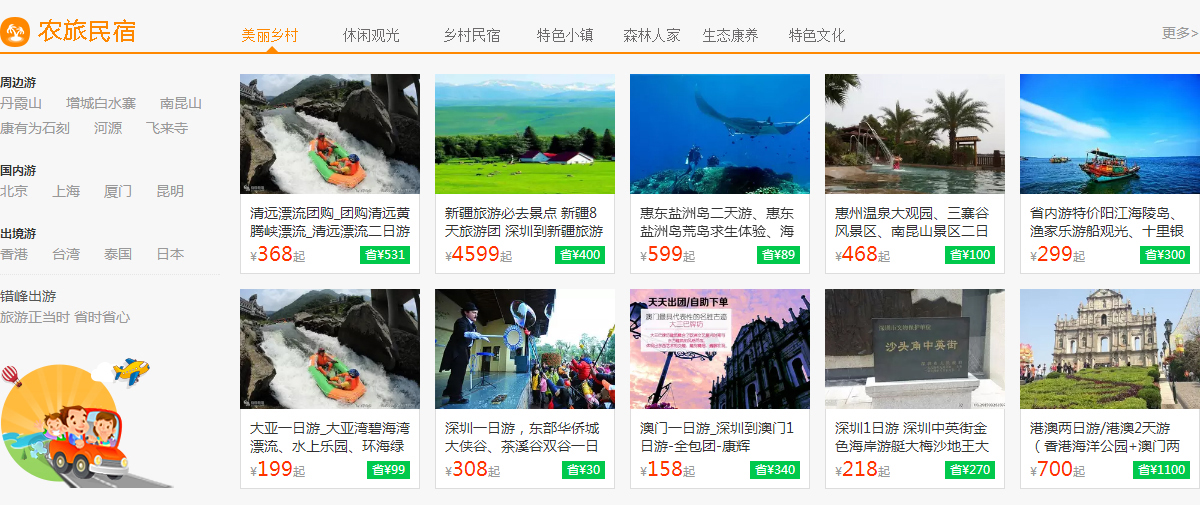 农旅民宿
美丽乡村 休闲观光 乡村民宿 特色小镇 森林人家 生态康养 特色文化 更多>
周边游
丹霞山 增城白水寨 南昆山
康有为石刻 河源 飞来寺
国内游
北京 上海 厦门 昆明
出境游
香港 台湾 泰国 日本
错峰出游
旅游正当时 省时省心
清远漂流团购_团购清远黄
腾峡漂流_清远漂流二日游
¥368起 省¥531
新疆旅游必去景点 新疆8
天旅游团 深圳到新疆旅游
¥4599起 省¥400
惠东盐洲岛二天游、惠东
盐洲岛荒岛求生体验、海
¥599起 省¥89
惠州温泉大观园、三寨谷
风景区、南昆山景区二日
¥468起 省¥100
省内游特价阳江海陵岛、
渔家乐游船观光、十里银
¥299起 省¥300
大亚一日游_大亚湾碧海湾
漂流、水上乐园、环海绿
¥199起 省¥99
深圳一日游，东部华侨城
大侠谷、茶溪谷双谷一日
¥308起 省¥30
天天出团/自助下单
澳门最具代表性的名胜古迹
大三巴牌坊
澳门一日游_深圳到澳门1
日游-全包团-康辉
¥158起 省¥340
沙头角中英街
深圳1日游 深圳中英街金
色海岸游艇大梅沙地王大
¥218起 省¥270
港澳两日游/港澳2天游
（香港海洋公园+澳门两
¥700起 省¥1100